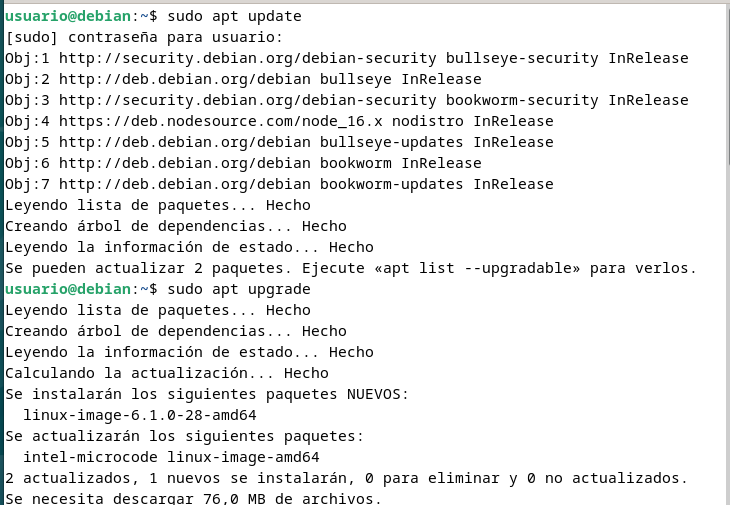 usuario@debian:~$ sudo apt update
[sudo] contraseña para usuario:
Obj:1 http://security.debian.org/debian-security bullseye-security InRelease
Obj:2 http://deb.debian.org/debian bullseye InRelease
Obj:3 http://security.debian.org/debian-security bookworm-security InRelease
Obj:4 https://deb.nodesource.com/node_16.x nodistro InRelease
Obj:5 http://deb.debian.org/debian bullseye-updates InRelease
Obj:6 http://deb.debian.org/debian bookworm InRelease
Obj:7 http://deb.debian.org/debian bookworm-updates InRelease
Leyendo lista de paquetes... Hecho
Creando árbol de dependencias... Hecho
Leyendo la información de estado... Hecho
Se pueden actualizar 2 paquetes. Ejecute «apt list --upgradable» para verlos.
usuario@debian:~$ sudo apt upgrade
Leyendo lista de paquetes... Hecho
Creando árbol de dependencias... Hecho
Leyendo la información de estado... Hecho
Calculando la actualización... Hecho
Se instalarán los siguientes paquetes NUEVOS:
  linux-image-6.1.0-28-amd64
Se actualizarán los siguientes paquetes:
  intel-microcode linux-image-amd64
2 actualizados, 1 nuevos se instalarán, 0 para eliminar y 0 no actualizados.
Se necesita descargar 76,0 MB de archivos.